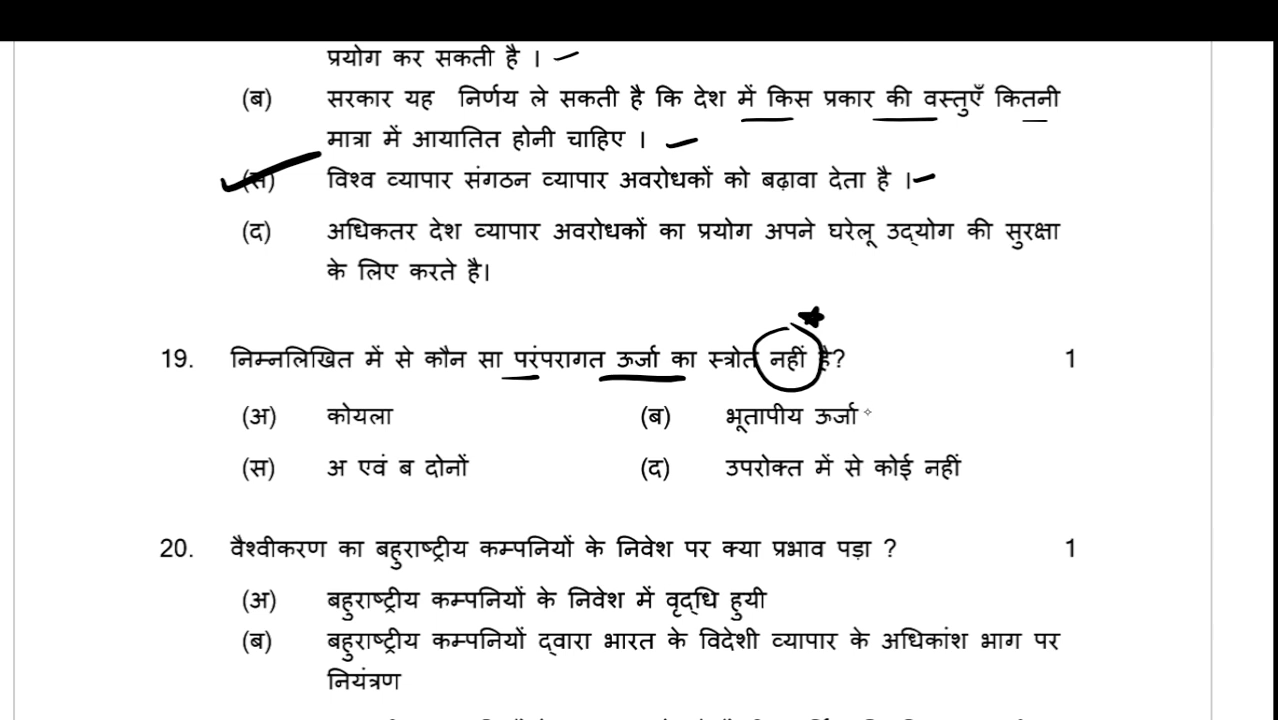 प्रयोग कर सकती है ।
(ब) सरकार यह निर्णय ले सकती है कि देश में किस प्रकार की वस्तुएँ कितनी
मात्रा में आयातित होनी चाहिए ।
(स) विश्व व्यापार संगठन व्यापार अवरोधकों को बढ़ावा देता है ।
(द) अधिकतर देश व्यापार अवरोधकों का प्रयोग अपने घरेलू उद्योग की सुरक्षा
के लिए करते है।
19. निम्नलिखित में से कौन सा परंपरागत ऊर्जा का स्त्रोत नहीं है? 1
(अ) कोयला (ब) भूतापीय ऊर्जा
(स) अ एवं ब दोनों (द) उपरोक्त में से कोई नहीं
20. वैश्वीकरण का बहुराष्ट्रीय कम्पनियों के निवेश पर क्या प्रभाव पड़ा ? 1
(अ) बहुराष्ट्रीय कम्पनियों के निवेश में वृद्धि हुयी
(ब) बहुराष्ट्रीय कम्पनियों द्वारा भारत के विदेशी व्यापार के अधिकांश भाग पर
नियंत्रण